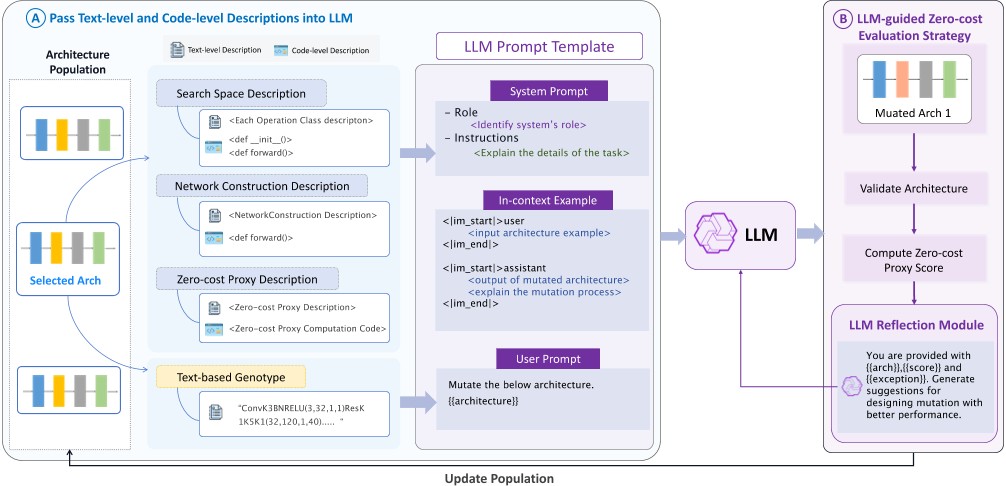 A Pass Text-level and Code-level Descriptions into LLM
Architecture
Population
Selected Arch
Text-level Description
Code-level Description
Search Space Description
<Each Operation Class descripton>
<def __init__()>
<def forward()>
Network Construction Description
<NetworkConstruction Description>
<def forward()>
Zero-cost Proxy Description
<Zero-cost Proxy Description>
<Zero-cost Proxy Computation Code>
Text-based Genotype
"ConvK3BNRELU(3,32,1,1)ResK
1K5K1(32,120,1,40)..... "
LLM Prompt Template
System Prompt
– Role
<Identify system's role>
– Instructions
<Explain the details of the task>
In-context Example
<|im_start|>user
<input architecture example>
<|im_end|>
<|im_start|>assistant
<output of mutated architecture>
<explain the mutation process>
<|im_end|>
User Prompt
Mutate the below architecture.
{{architecture}}
LLM
B LLM-guided Zero-cost
Evaluation Strategy
Muated Arch 1
Validate Architecture
Compute Zero-cost
Proxy Score
LLM Reflection Module
You are provided with
{{arch}},{{score}} and
{{exception}}. Generate
suggestions for
designing mutation with
better performance.
Update Population